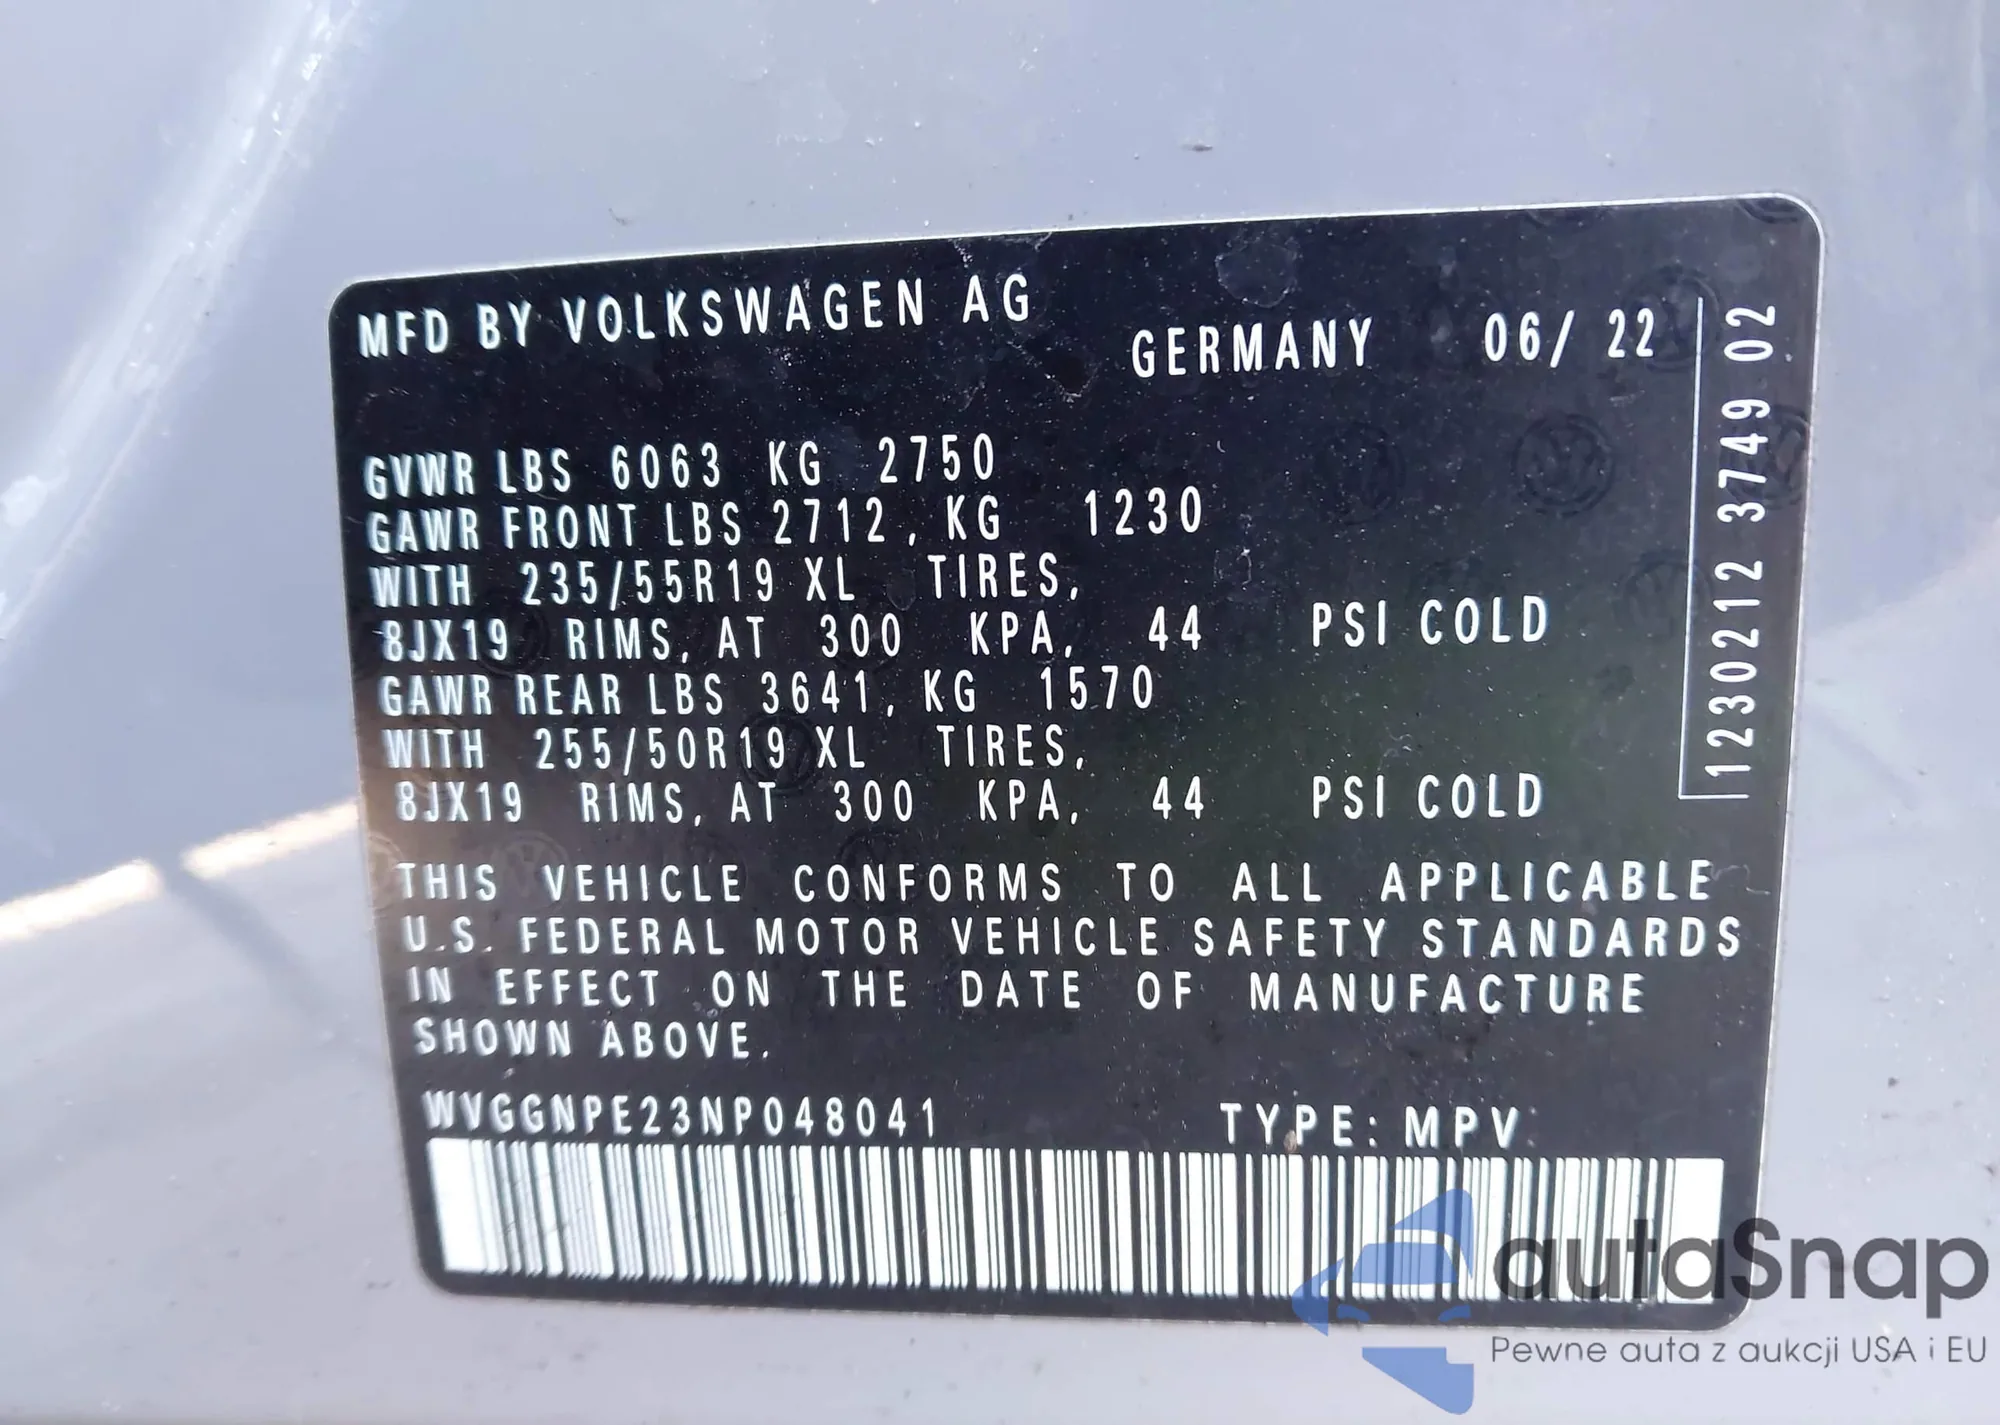 MFD BY VOLKSWAGEN AG
GERMANY 06/ 22
GVWR LBS 6063 KG 2750
GAWR FRONT LBS 2712, KG 1230
WITH 235/55R19 XL TIRES,
8JX19 RIMS, AT 300 KPA, 44 PSI COLD
GAWR REAR LBS 3641, KG 1570
WITH 255/50R19 XL TIRES,
8JX19 RIMS, AT 300 KPA, 44 PSI COLD
THIS VEHICLE CONFORMS TO ALL APPLICABLE
U.S. FEDERAL MOTOR VEHICLE SAFETY STANDARDS
IN EFFECT ON THE DATE OF MANUFACTURE
SHOWN ABOVE.
WVGGNPE23NP048041 TYPE: MPV
1230212 3749 02
autaSnap
Pewne auta z aukcji USA i EU